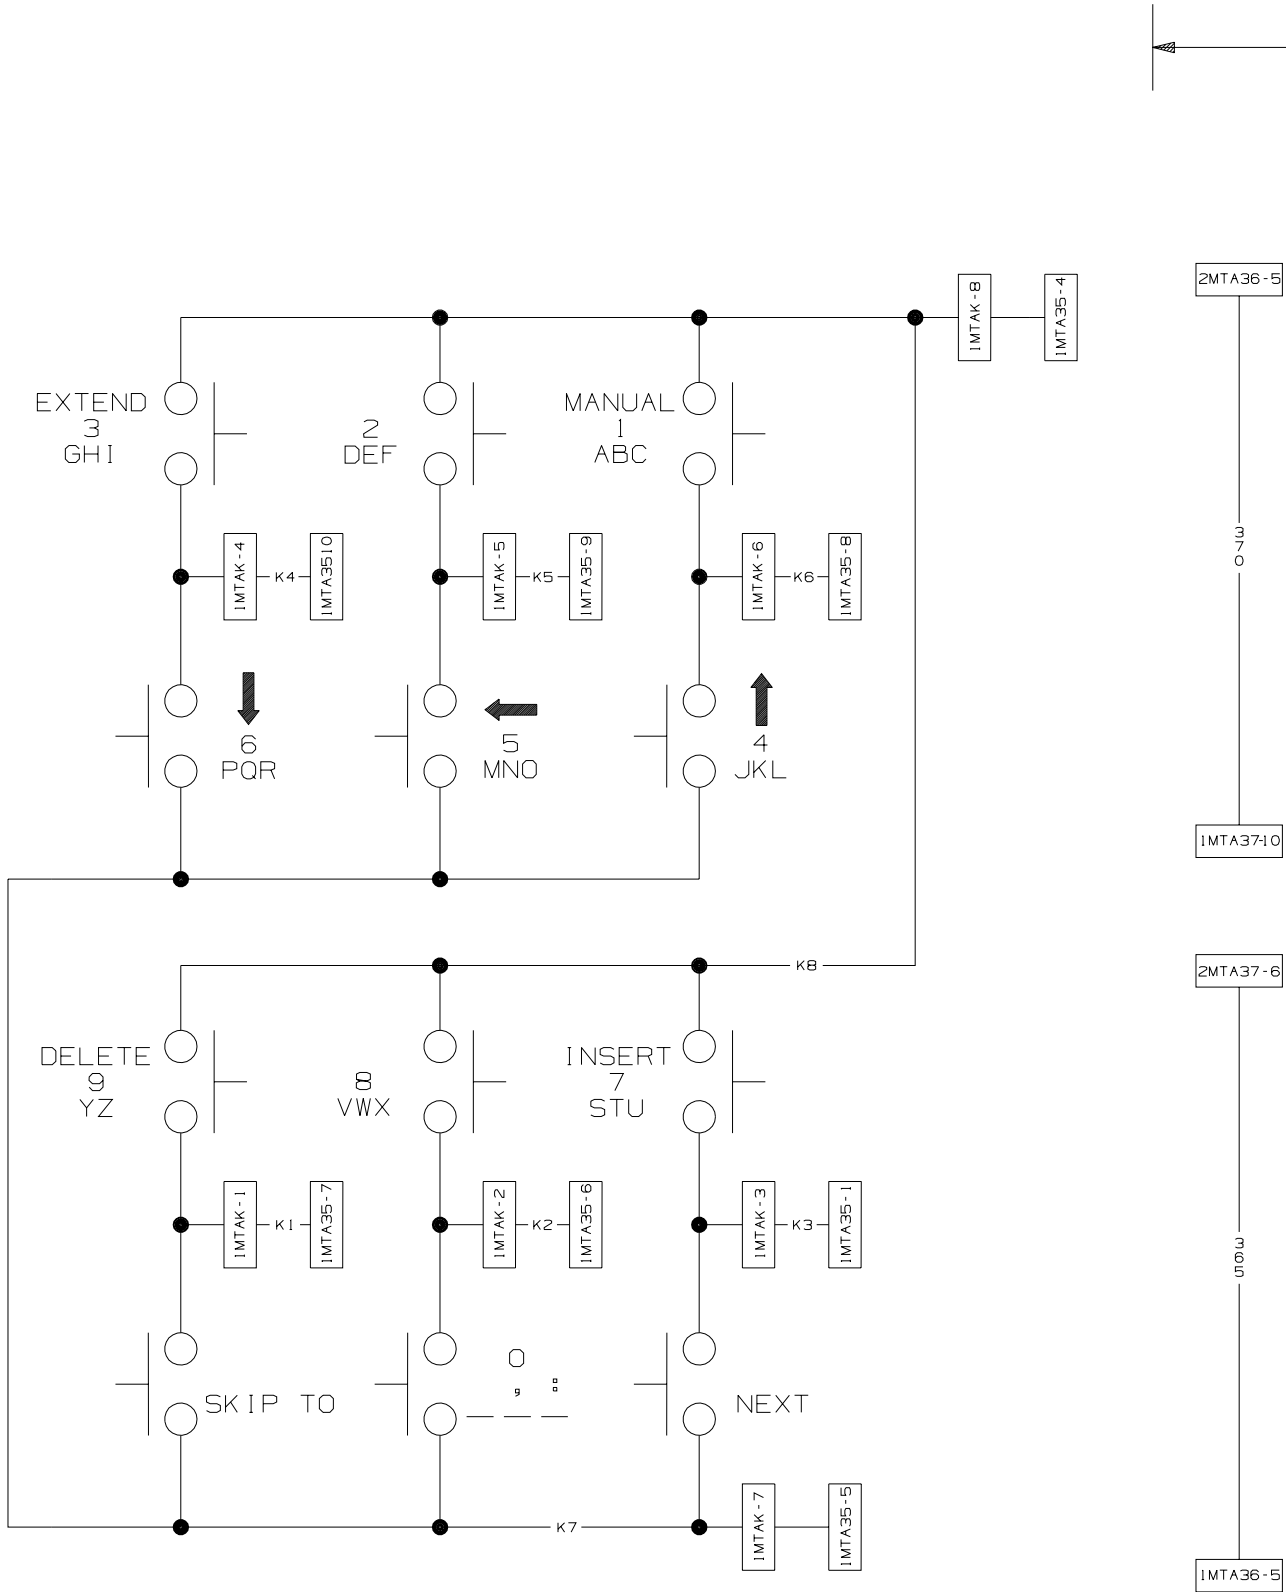 2MTA36-5
1MTAK-8
1MTA35-4
EXTEND
3
GHI
2
DEF
MANUAL
1
ABC
1MTAK-4
K4
1MTA3510
1MTAK-5
K5
1MTA35-9
1MTAK-6
K6
1MTA35-8
370
6
PQR
5
MNO
4
JKL
1MTA37-10
K8
2MTA37-6
DELETE
9
YZ
8
VWX
INSERT
7
STU
1MTAK-1
K1
1MTA35-7
1MTAK-2
K2
1MTA35-6
1MTAK-3
K3
1MTA35-1
365
SKIP TO
0
, :
_ _ _
NEXT
K7
1MTAK-7
1MTA35-5
1MTA36-5